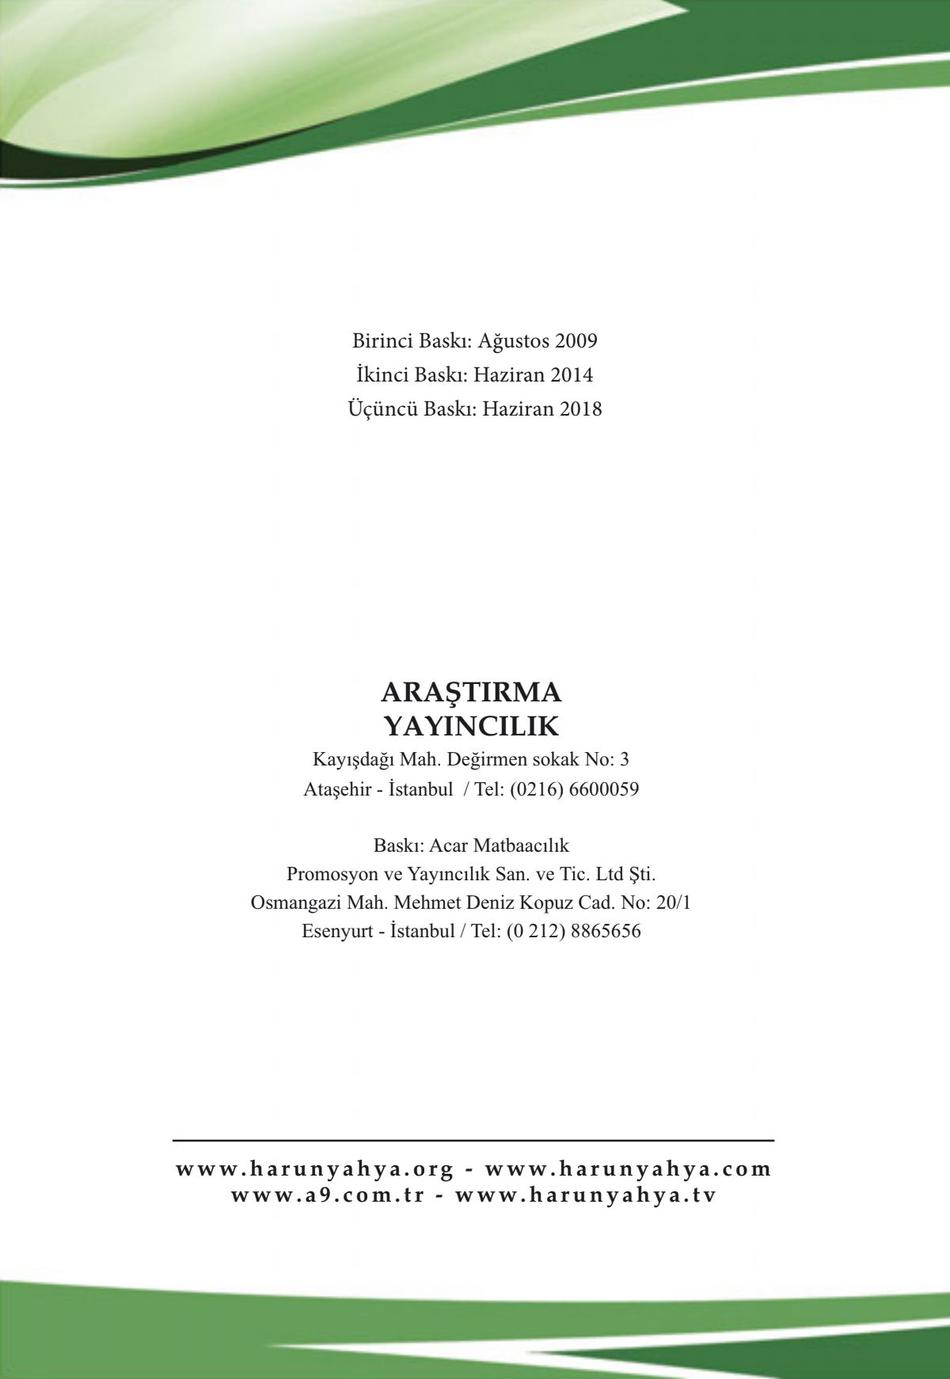 Birinci Baskı: Ağustos 2009
İkinci Baskı: Haziran 2014
Üçüncü Baskı: Haziran 2018
ARAŞTIRMA
YAYINCILIK
Kayışdağı Mah. Değirmen sokak No: 3
Ataşehir - İstanbul / Tel: (0216) 6600059
Baskı: Acar Matbaacılık
Promosyon ve Yayıncılık San. ve Tic. Ltd Şti.
Osmangazi Mah. Mehmet Deniz Kopuz Cad. No: 20/1
Esenyurt - İstanbul / Tel: (0 212) 8865656
www.harunyahya.org - www.harunyahya.com
www.a9.com.tr - www.harunyahya.tv